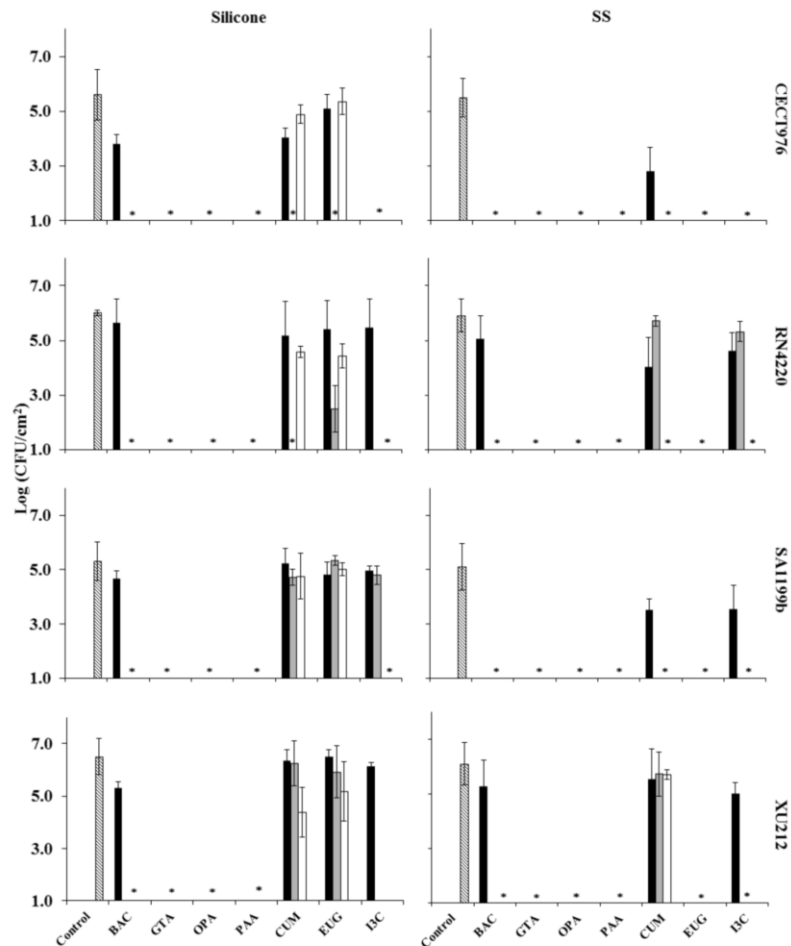 Silicone SS
7.0
5.0
3.0
1.0
* * * * * * *
* * * * * * *
CECT976
7.0
5.0
3.0
1.0
* * * * * *
* * * * * * *
RN4220
Log (CFU/cm²)
7.0
5.0
3.0
1.0
* * * * *
* * * * * * *
SA1199b
7.0
5.0
3.0
1.0
* * * *
* * * * * *
XU212
Control BAC GTA OPA PAA CUM EUG I3C
Control BAC GTA OPA PAA CUM EUG I3C